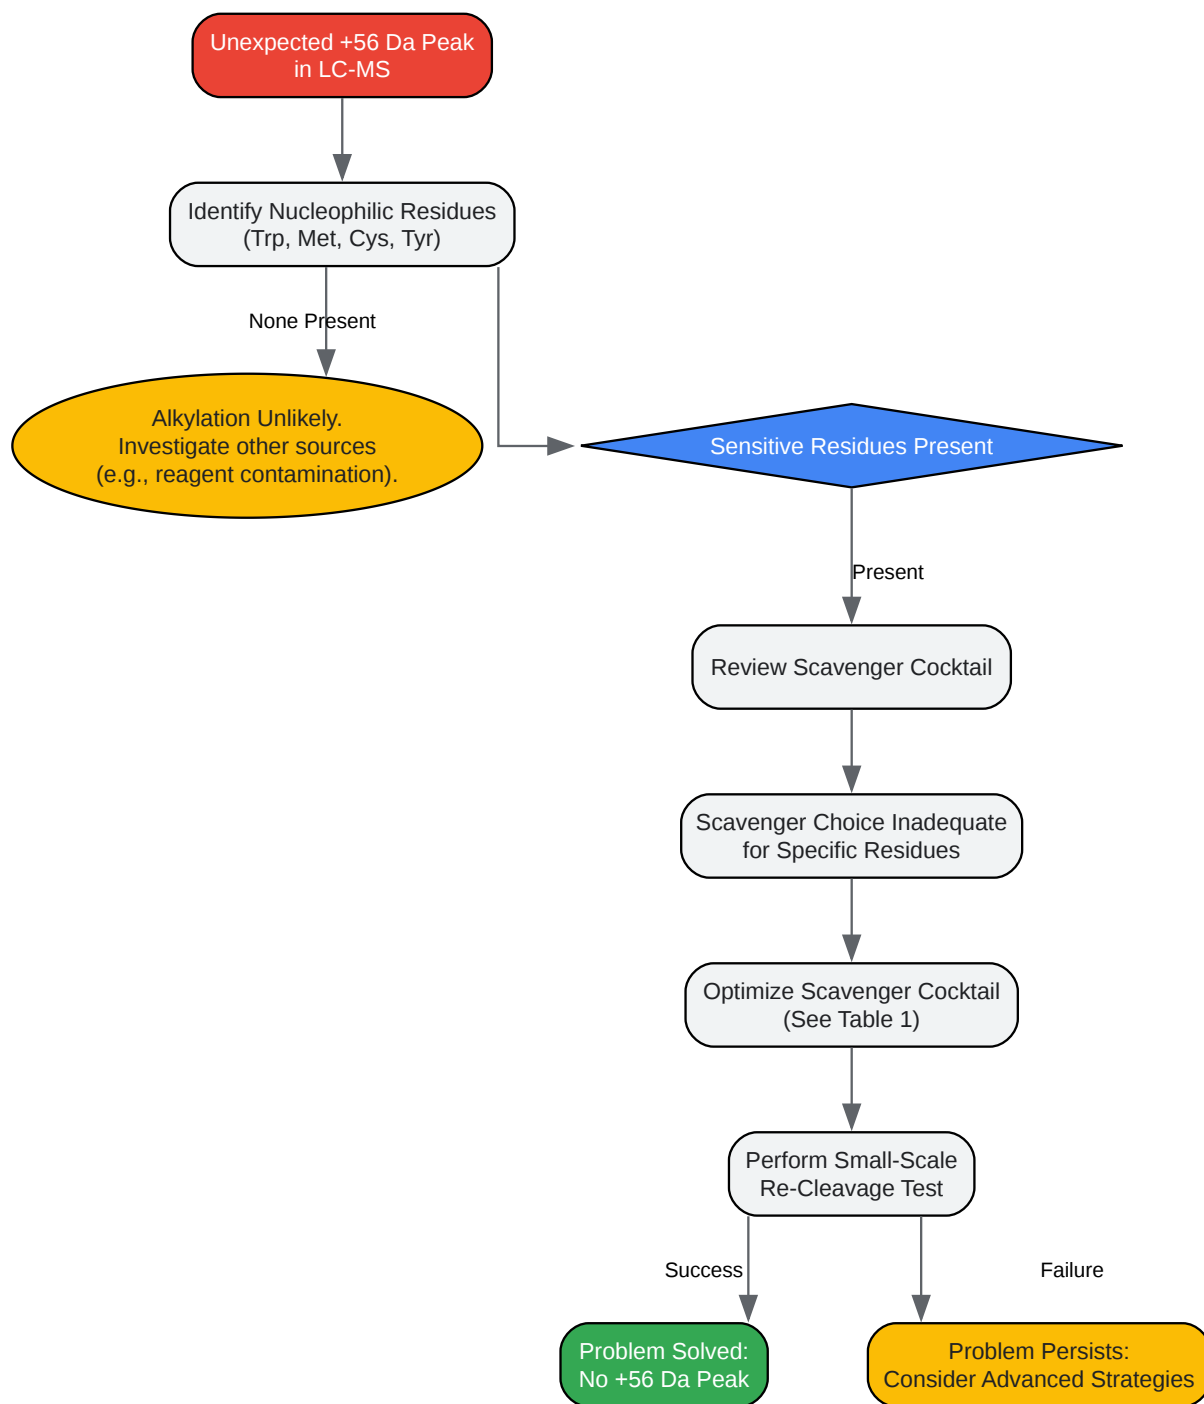 Unexpected +56 Da Peak
in LC-MS
Identify Nucleophilic Residues
(Trp, Met, Cys, Tyr)
None Present
Alkylation Unlikely.
Investigate other sources
(e.g., reagent contamination).
Sensitive Residues Present
Present
Review Scavenger Cocktail
Scavenger Choice Inadequate
for Specific Residues
Optimize Scavenger Cocktail
(See Table 1)
Perform Small-Scale
Re-Cleavage Test
Success
Failure
Problem Solved:
No +56 Da Peak
Problem Persists:
Consider Advanced Strategies